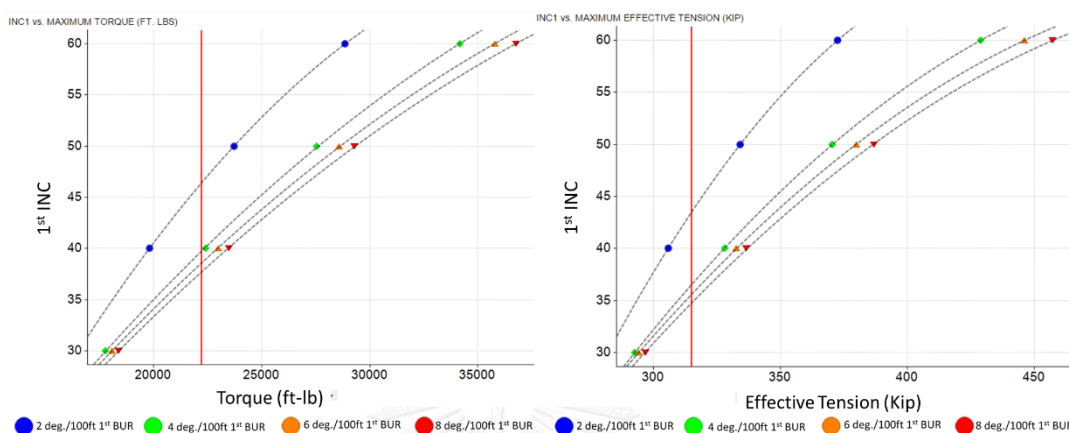 INC1 vs. MAXIMUM TORQUE (FT. LBS)
60
55
50
45
40
35
30
1st INC
20000 25000 30000 35000
Torque (ft-lb)
2 deg./100ft 1st BUR 4 deg./100ft 1st BUR 6 deg./100ft 1st BUR 8 deg./100ft 1st BUR
INC1 vs. MAXIMUM EFFECTIVE TENSION (KIP)
60
55
50
45
40
35
30
1st INC
300 350 400 450
Effective Tension (Kip)
2 deg./100ft 1st BUR 4 deg./100ft 1st BUR 6 deg./100ft 1st BUR 8 deg./100ft 1st BUR